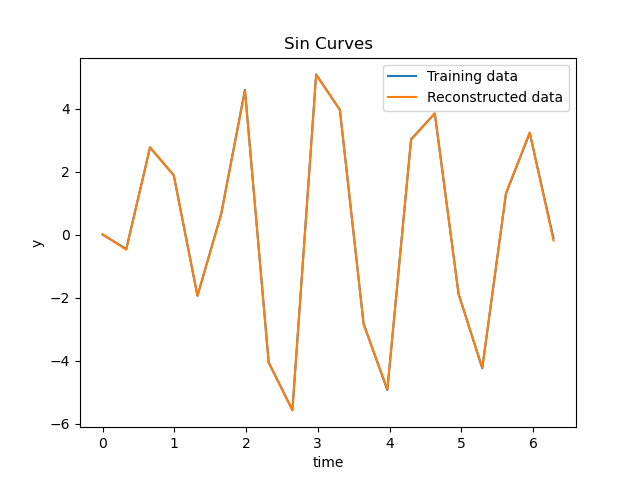 Sin Curves
Training data
Reconstructed data
4
2
0
−2
−4
−6
y
0 1 2 3 4 5 6
time